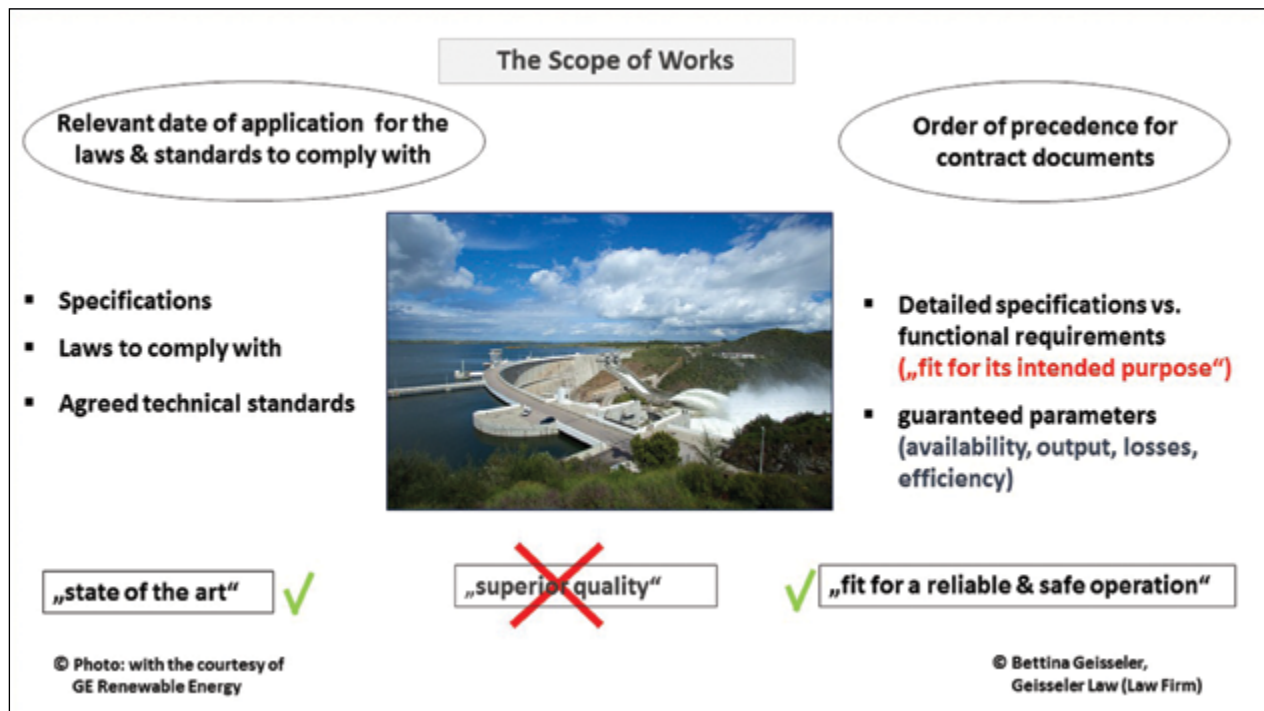 The Scope of Works
Relevant date of application for the
laws & standards to comply with
Order of precedence for
contract documents
▪ Specifications
▪ Laws to comply with
▪ Agreed technical standards
▪ Detailed specifications vs.
functional requirements
(„fit for its intended purpose“)
▪ guaranteed parameters
(availability, output, losses,
efficiency)
„state of the art“
„superior quality“
„fit for a reliable & safe operation“
© Photo: with the courtesy of
GE Renewable Energy
© Bettina Geisseler,
Geisseler Law (Law Firm)